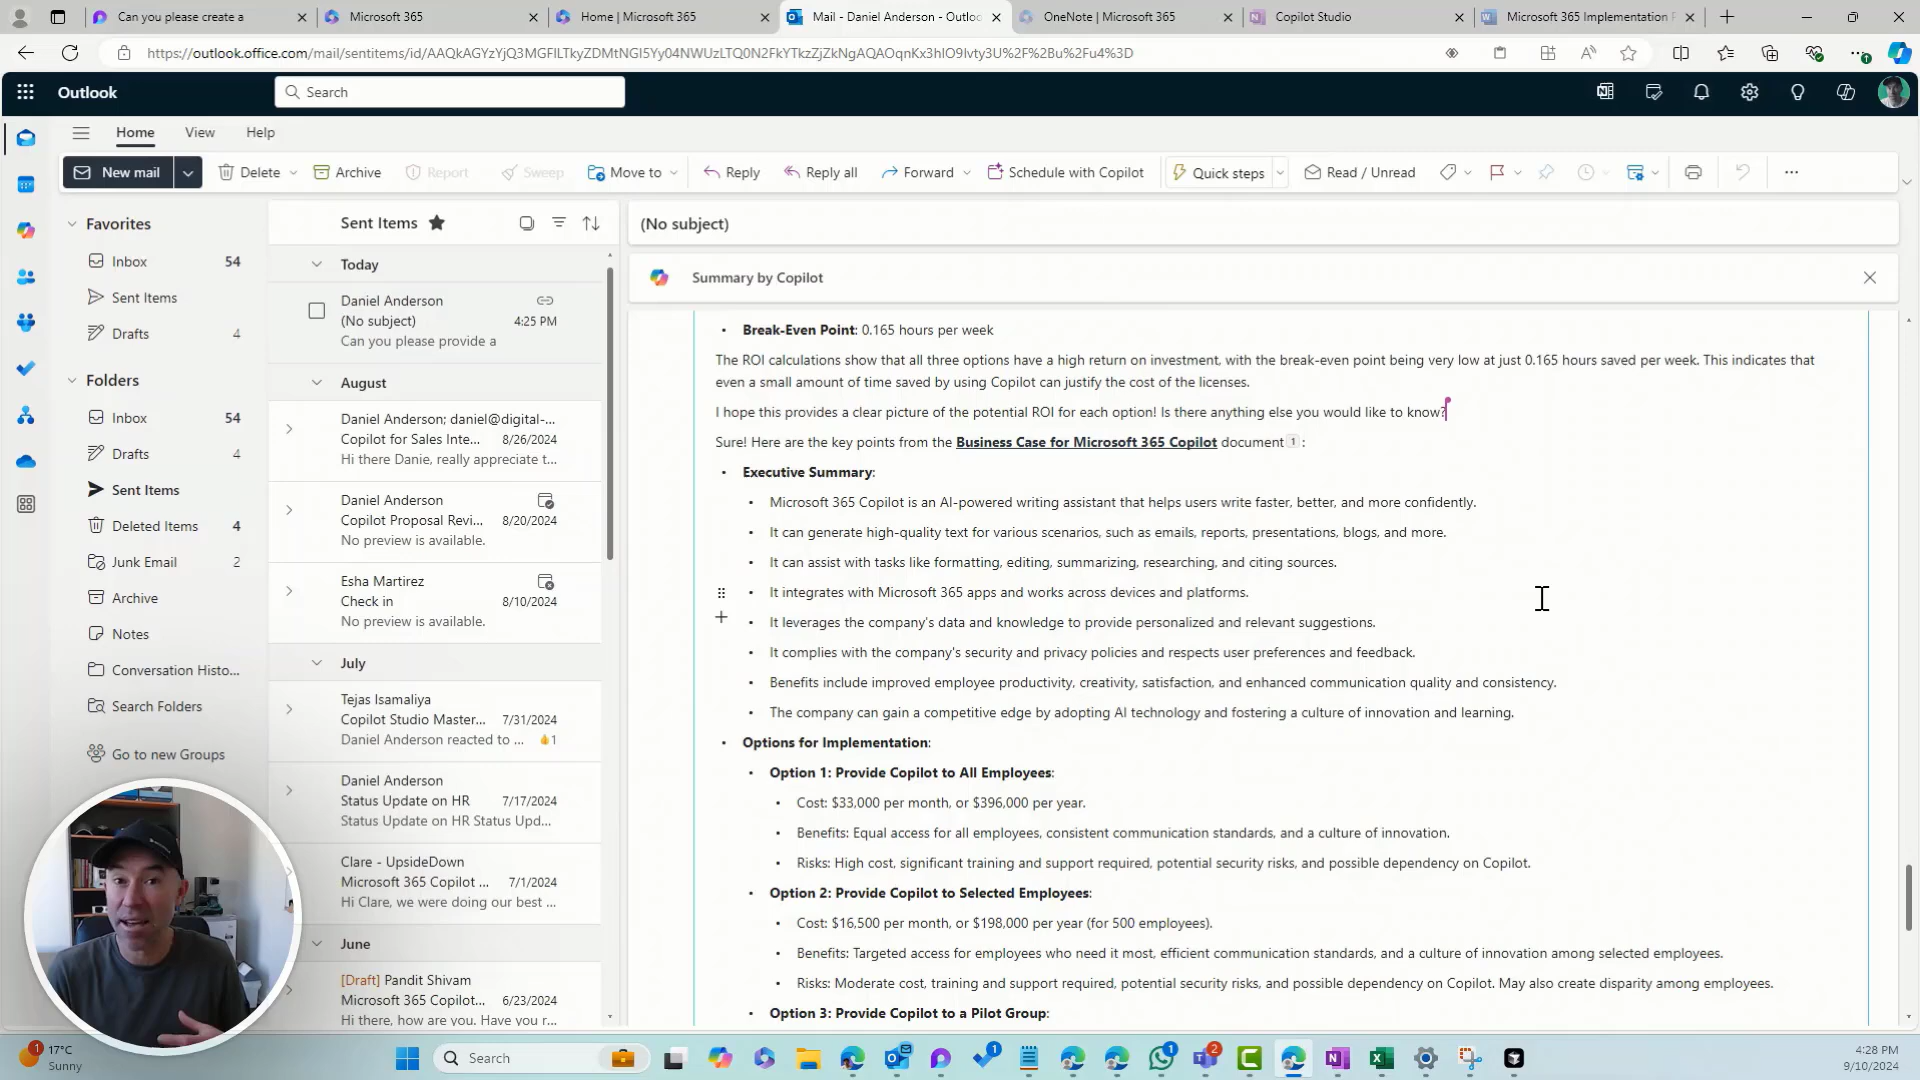 Can you please create a
Microsoft 365
Home | Microsoft 365
Mail - Daniel Anderson - Outloo
OneNote | Microsoft 365
Copilot Studio
Microsoft 365 Implementation P
https://outlook.office.com/mail/sentitems/id/
Outlook
Search
Home
View
Help
New mail
Delete
Archive
Report
Sweep
Move to
Reply
Reply all
Forward
Schedule with Copilot
Quick steps
Read / Unread
Favorites
Inbox 54
Sent Items
Drafts 4
Folders
Inbox 54
Drafts 4
Sent Items
Deleted Items 4
Junk Email 2
Archive
Notes
Conversation Histo...
Search Folders
Go to new Groups
Sent Items
Today
Daniel Anderson
(No subject) 4:25 PM
Can you please provide a
August
Daniel Anderson; daniel@digital-...
Copilot for Sales Inte... 8/26/2024
Hi there Danie, really appreciate t...
Daniel Anderson
Copilot Proposal Revi... 8/20/2024
No preview is available.
Esha Martirez
Check in 8/10/2024
No preview is available.
July
Tejas Isamaliya
Copilot Studio Master... 7/31/2024
Daniel Anderson reacted to ... 👍1
Daniel Anderson
Status Update on HR 7/17/2024
Status Update on HR Status Upd...
Clare - UpsideDown
Microsoft 365 Copilot ... 7/1/2024
Hi Clare, we were doing our best ...
June
[Draft] Pandit Shivam
Microsoft 365 Copilot... 6/23/2024
Hi there, how are you. Have you r...
(No subject)
Summary by Copilot
• Break-Even Point: 0.165 hours per week
The ROI calculations show that all three options have a high return on investment, with the break-even point being very low at just 0.165 hours saved per week. This indicates that
even a small amount of time saved by using Copilot can justify the cost of the licenses.
I hope this provides a clear picture of the potential ROI for each option! Is there anything else you would like to know?
Sure! Here are the key points from the Business Case for Microsoft 365 Copilot document 1 :
• Executive Summary:
• Microsoft 365 Copilot is an AI-powered writing assistant that helps users write faster, better, and more confidently.
• It can generate high-quality text for various scenarios, such as emails, reports, presentations, blogs, and more.
• It can assist with tasks like formatting, editing, summarizing, researching, and citing sources.
• It integrates with Microsoft 365 apps and works across devices and platforms.
• It leverages the company's data and knowledge to provide personalized and relevant suggestions.
• It complies with the company's security and privacy policies and respects user preferences and feedback.
• Benefits include improved employee productivity, creativity, satisfaction, and enhanced communication quality and consistency.
• The company can gain a competitive edge by adopting AI technology and fostering a culture of innovation and learning.
• Options for Implementation:
• Option 1: Provide Copilot to All Employees:
• Cost: $33,000 per month, or $396,000 per year.
• Benefits: Equal access for all employees, consistent communication standards, and a culture of innovation.
• Risks: High cost, significant training and support required, potential security risks, and possible dependency on Copilot.
• Option 2: Provide Copilot to Selected Employees:
• Cost: $16,500 per month, or $198,000 per year (for 500 employees).
• Benefits: Targeted access for employees who need it most, efficient communication standards, and a culture of innovation among selected employees.
• Risks: Moderate cost, training and support required, potential security risks, and possible dependency on Copilot. May also create disparity among employees.
• Option 3: Provide Copilot to a Pilot Group:
1
17°C
Sunny
Search
1
1
2
4:28 PM
9/10/2024